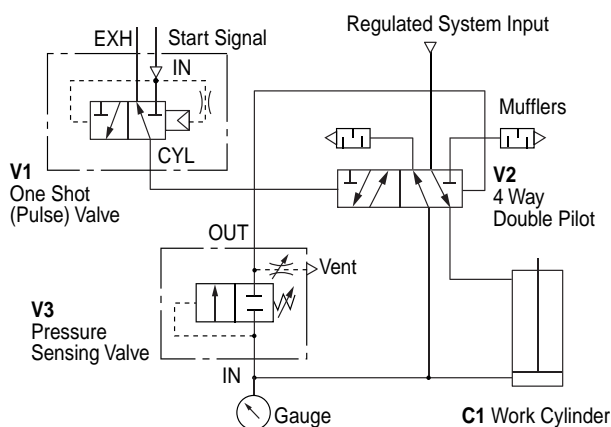 EXH
Start Signal
Regulated System Input
IN
Mufflers
CYL
V1
One Shot
(Pulse) Valve
V2
4 Way
Double Pilot
OUT
Vent
V3
Pressure
Sensing Valve
IN
Gauge
C1 Work Cylinder